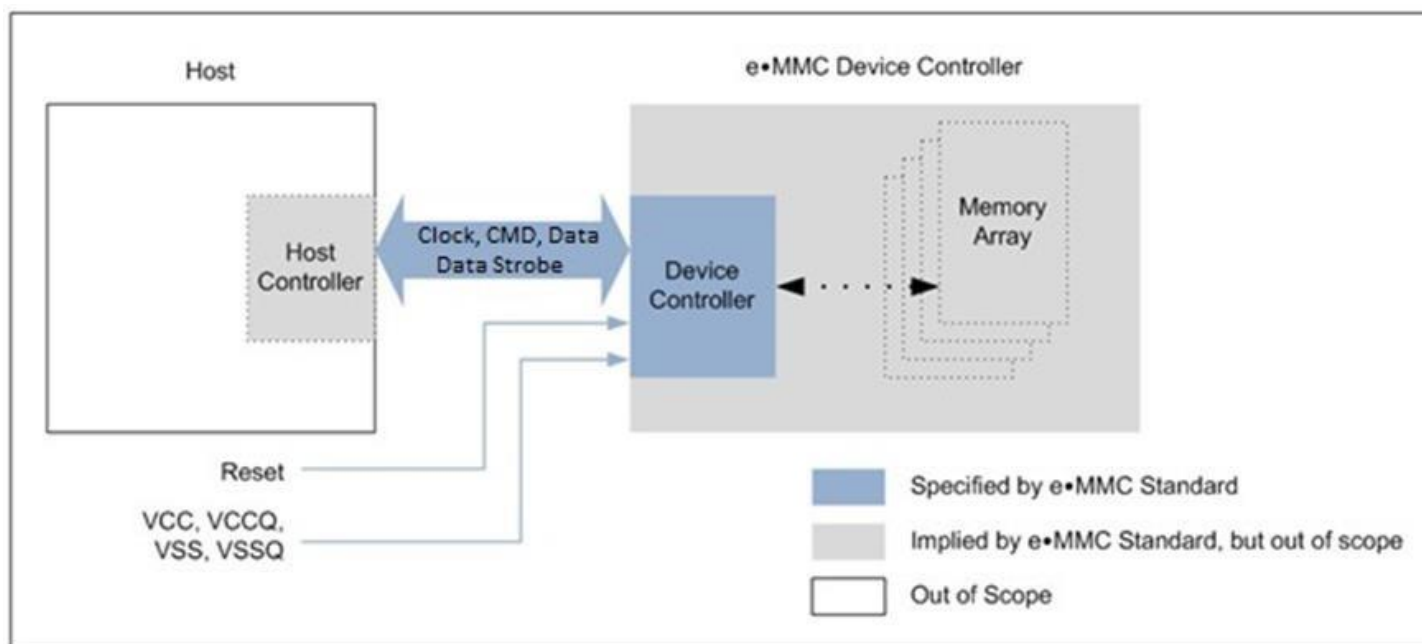 Host
e•MMC Device Controller
Host
Controller
Clock, CMD, Data
Data Strobe
Device
Controller
Memory
Array
Reset
VCC, VCCQ,
VSS, VSSQ
Specified by e•MMC Standard
Implied by e•MMC Standard, but out of scope
Out of Scope